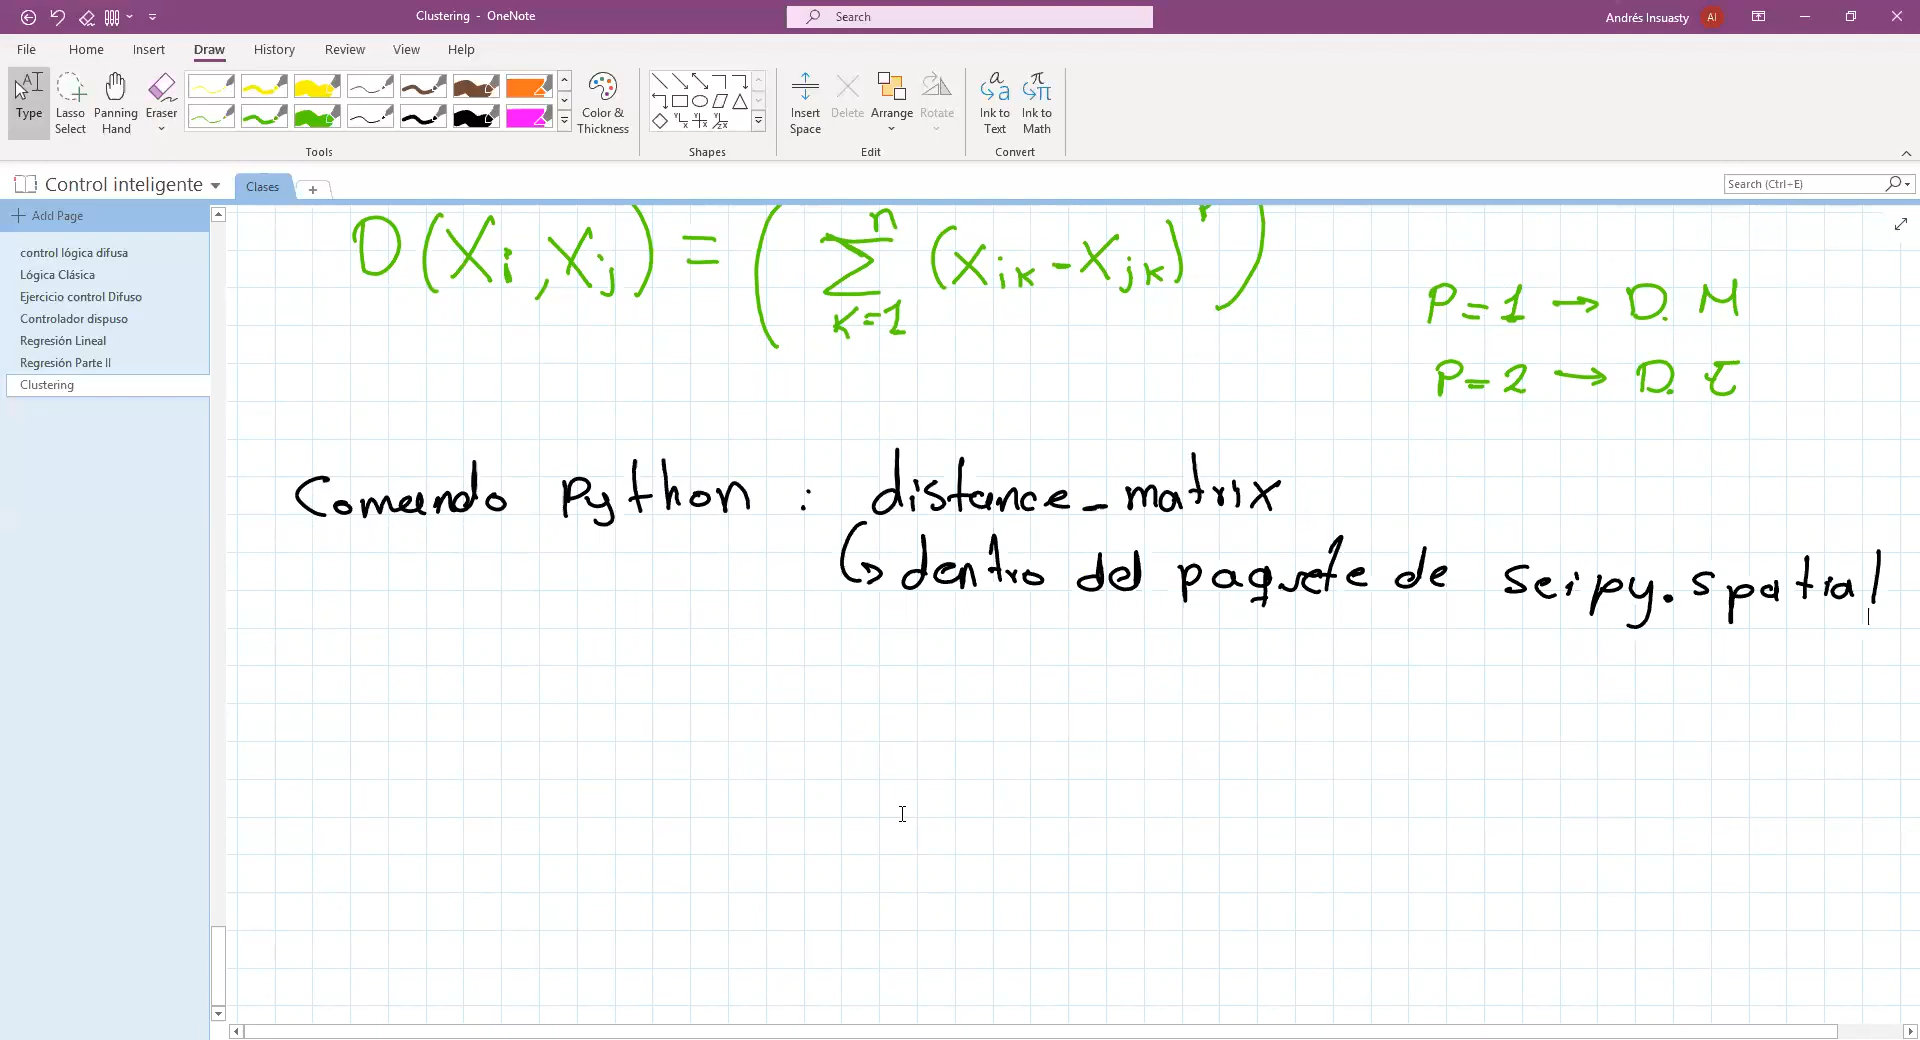 Clustering - OneNote
Search
Andrés Insuasty
AI
File Home Insert Draw History Review View Help
Type
Lasso Select
Panning Hand
Eraser
Color & Thickness
Insert Space
Delete
Arrange
Rotate
Ink to Text
Ink to Math
Tools
Shapes
Edit
Convert
Control inteligente
Clases
Search (Ctrl+E)
Add Page
control lógica difusa
Lógica Clásica
Ejercicio control Difuso
Controlador dispuso
Regresión Lineal
Regresión Parte II
Clustering
D(Xi, Xj) = ( ∑ n k=1 (Xik - Xjk)^P )
P=1 → D. M
P=2 → D. E
Comando Python : distance_matrix
↳ dentro del paquete de scipy.spatial